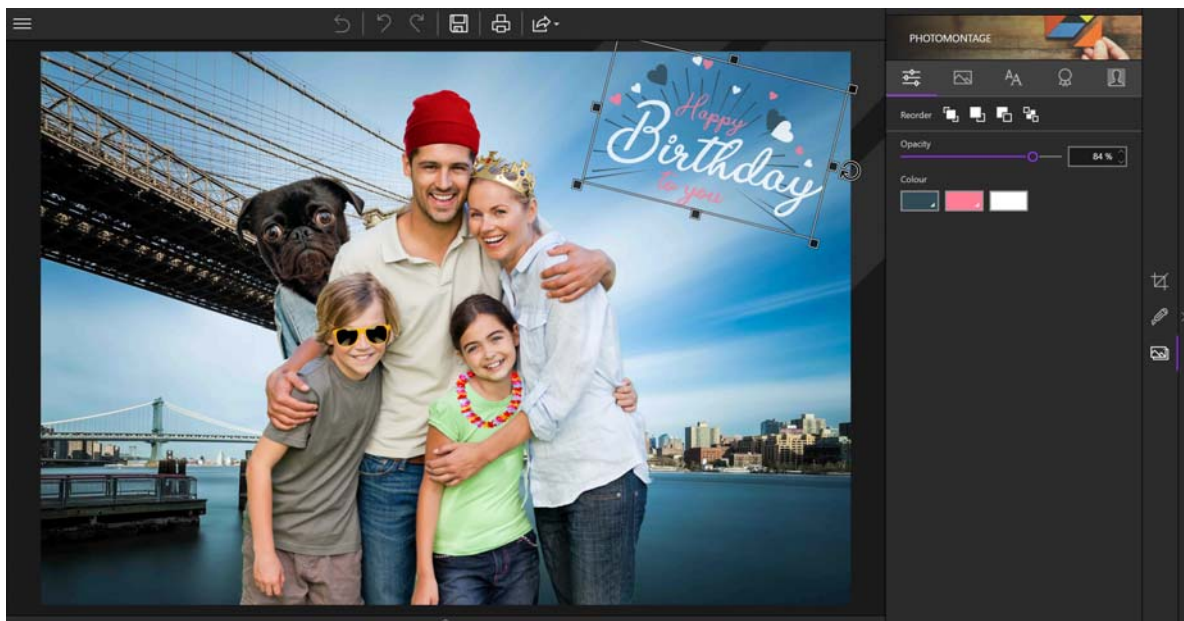 PHOTOMONTAGE
Happy
Birthday
to you
Reorder
Opacity
84 %
Colour